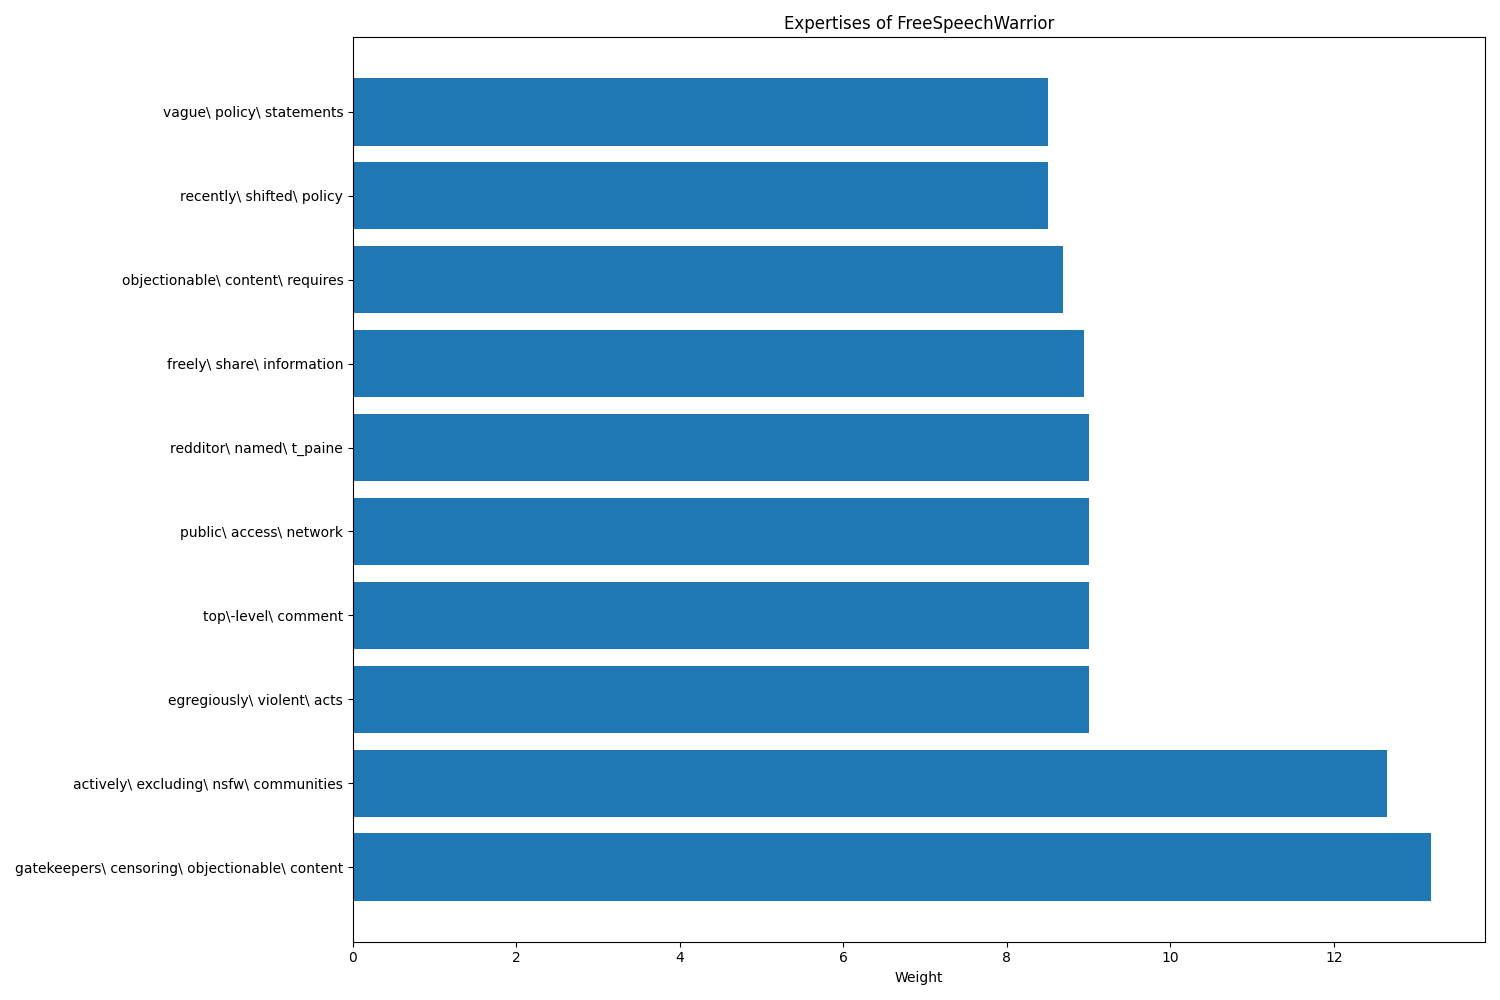 Expertises of FreeSpeechWarrior
vague\ policy\ statements
recently\ shifted\ policy
objectionable\ content\ requires
freely\ share\ information
redditor\ named\ t_paine
public\ access\ network
top\-level\ comment
egregiously\ violent\ acts
actively\ excluding\ nsfw\ communities
gatekeepers\ censoring\ objectionable\ content
0 2 4 6 8 10 12
Weight